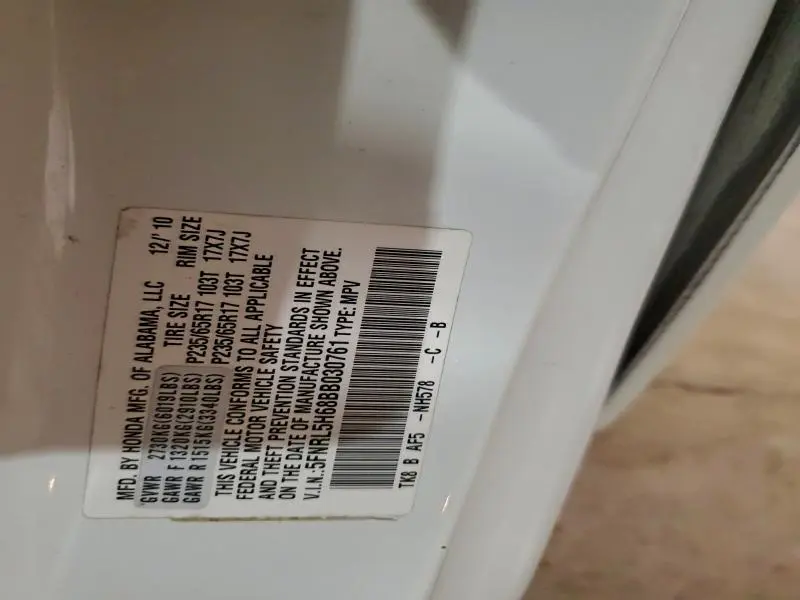 MFD. BY HONDA MFG. OF ALABAMA, LLC 12/'10
GVWR 2730KG(6019LBS) TIRE SIZE RIM SIZE
GAWR F 1320KG(2910LBS) P235/65R17 103T 17X7J
GAWR R 1515KG(3340LBS) P235/65R17 103T 17X7J
THIS VEHICLE CONFORMS TO ALL APPLICABLE
FEDERAL MOTOR VEHICLE SAFETY
AND THEFT PREVENTION STANDARDS IN EFFECT
ON THE DATE OF MANUFACTURE SHOWN ABOVE.
V.I.N.:5FNRL5H68BB030761 TYPE: MPV
TK8 B AF5 -NH578 -C -B